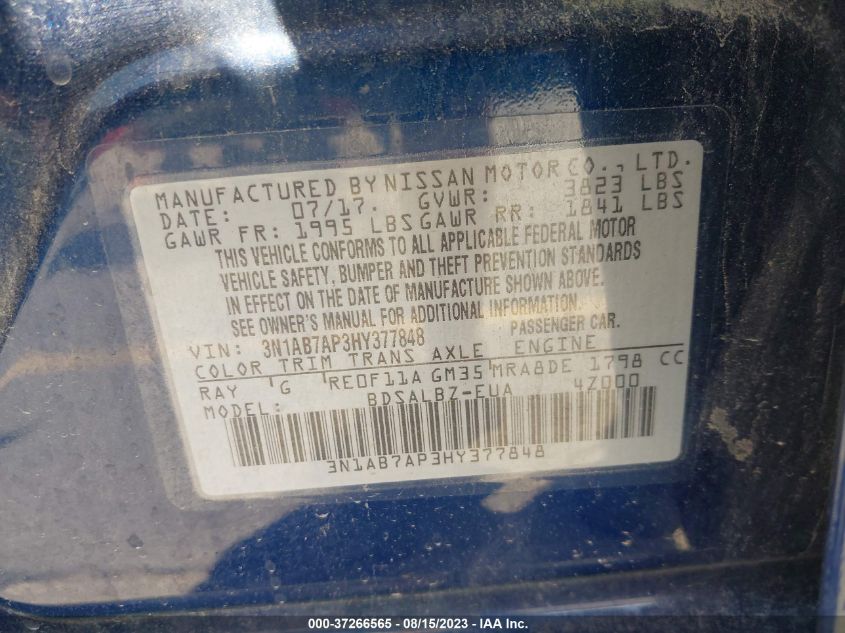 MANUFACTURED BY NISSAN MOTOR CO., LTD.
DATE: 07/17. GVWR: 3823 LBS
GAWR FR: 1995 LBS GAWR RR: 1841 LBS
THIS VEHICLE CONFORMS TO ALL APPLICABLE FEDERAL MOTOR
VEHICLE SAFETY, BUMPER AND THEFT PREVENTION STANDARDS
IN EFFECT ON THE DATE OF MANUFACTURE SHOWN ABOVE.
SEE OWNER'S MANUAL FOR ADDITIONAL INFORMATION.
VIN: 3N1AB7AP3HY377848 PASSENGER CAR.
COLOR TRIM TRANS AXLE ENGINE
RAY G RE0F11A GM35 MRA8DE 1798 CC
MODEL: BDSALBZ-EUA 4Z000
3N1AB7AP3HY377848
000-37266565 - 08/15/2023 - IAA Inc.